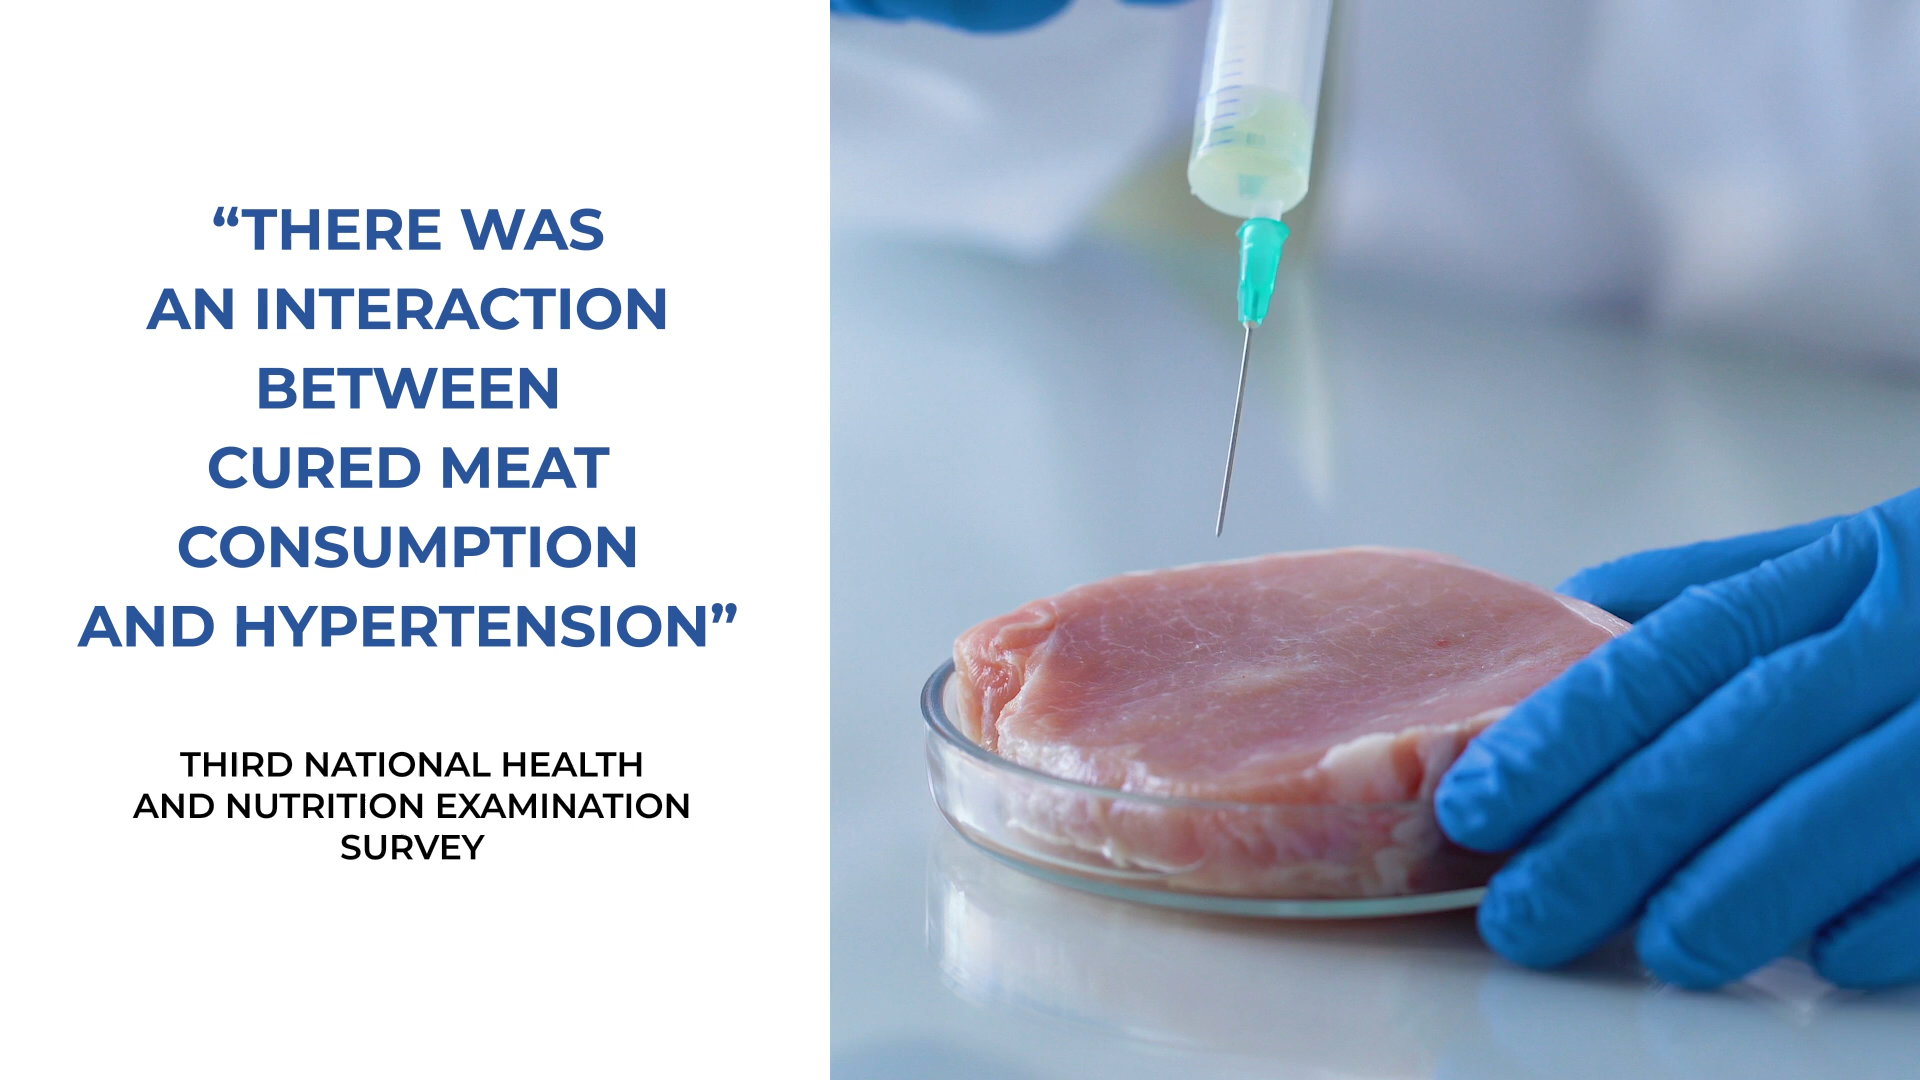 “THERE WAS
AN INTERACTION
BETWEEN
CURED MEAT
CONSUMPTION
AND HYPERTENSION”
THIRD NATIONAL HEALTH
AND NUTRITION EXAMINATION
SURVEY